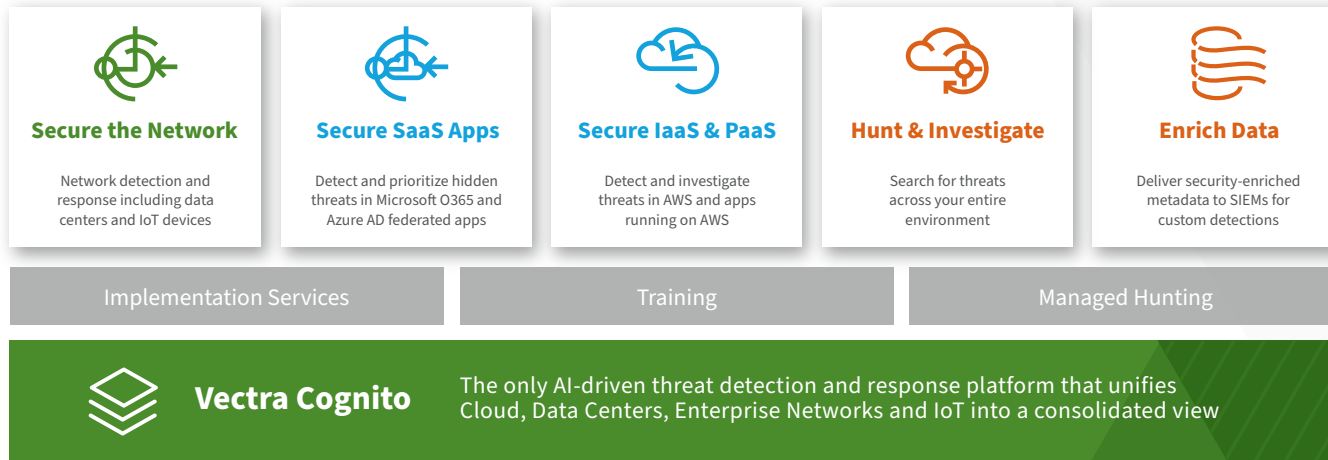 Secure the Network
Network detection and
response including data
centers and IoT devices
Secure SaaS Apps
Detect and prioritize hidden
threats in Microsoft O365 and
Azure AD federated apps
Secure IaaS & PaaS
Detect and investigate
threats in AWS and apps
running on AWS
Hunt & Investigate
Search for threats
across your entire
environment
Enrich Data
Deliver security-enriched
metadata to SIEMs for
custom detections
Implementation Services
Training
Managed Hunting
Vectra Cognito
The only AI-driven threat detection and response platform that unifies
Cloud, Data Centers, Enterprise Networks and IoT into a consolidated view